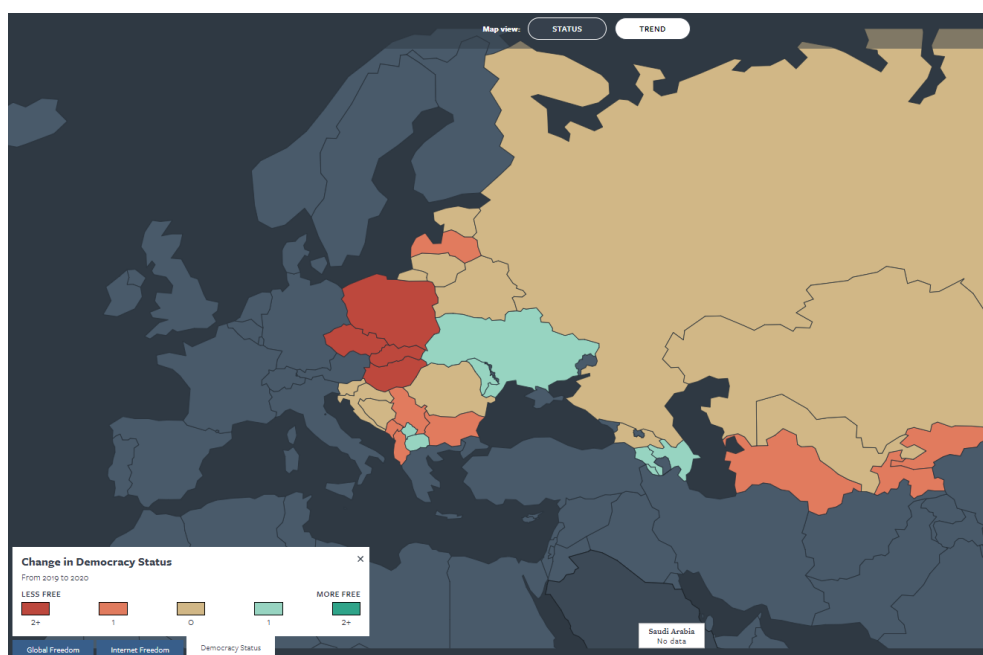 Map view: STATUS TREND
Change in Democracy Status ×
From 2019 to 2020
LESS FREE MORE FREE
2+ 1 0 1 2+
Saudi Arabia
No data
Global Freedom Internet Freedom Democracy Status